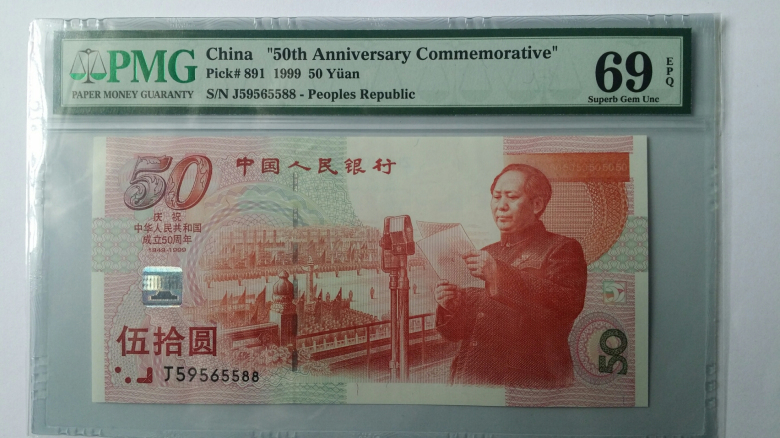 PMG
PAPER MONEY GUARANTY
China "50th Anniversary Commemorative"
Pick# 891 1999 50 Yüan
S/N J59565588 - Peoples Republic
69
EPQ
Superb Gem Unc
50
中国人民银行
庆祝
中华人民共和国
成立50周年
1949-1999
伍拾圆
J59565588
50